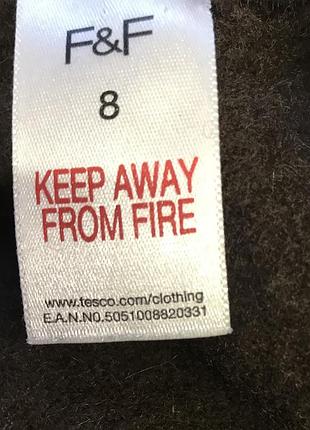 F&F
8
KEEP AWAY
FROM FIRE
www.tesco.com/clothing
E.A.N.NO.5051008820331